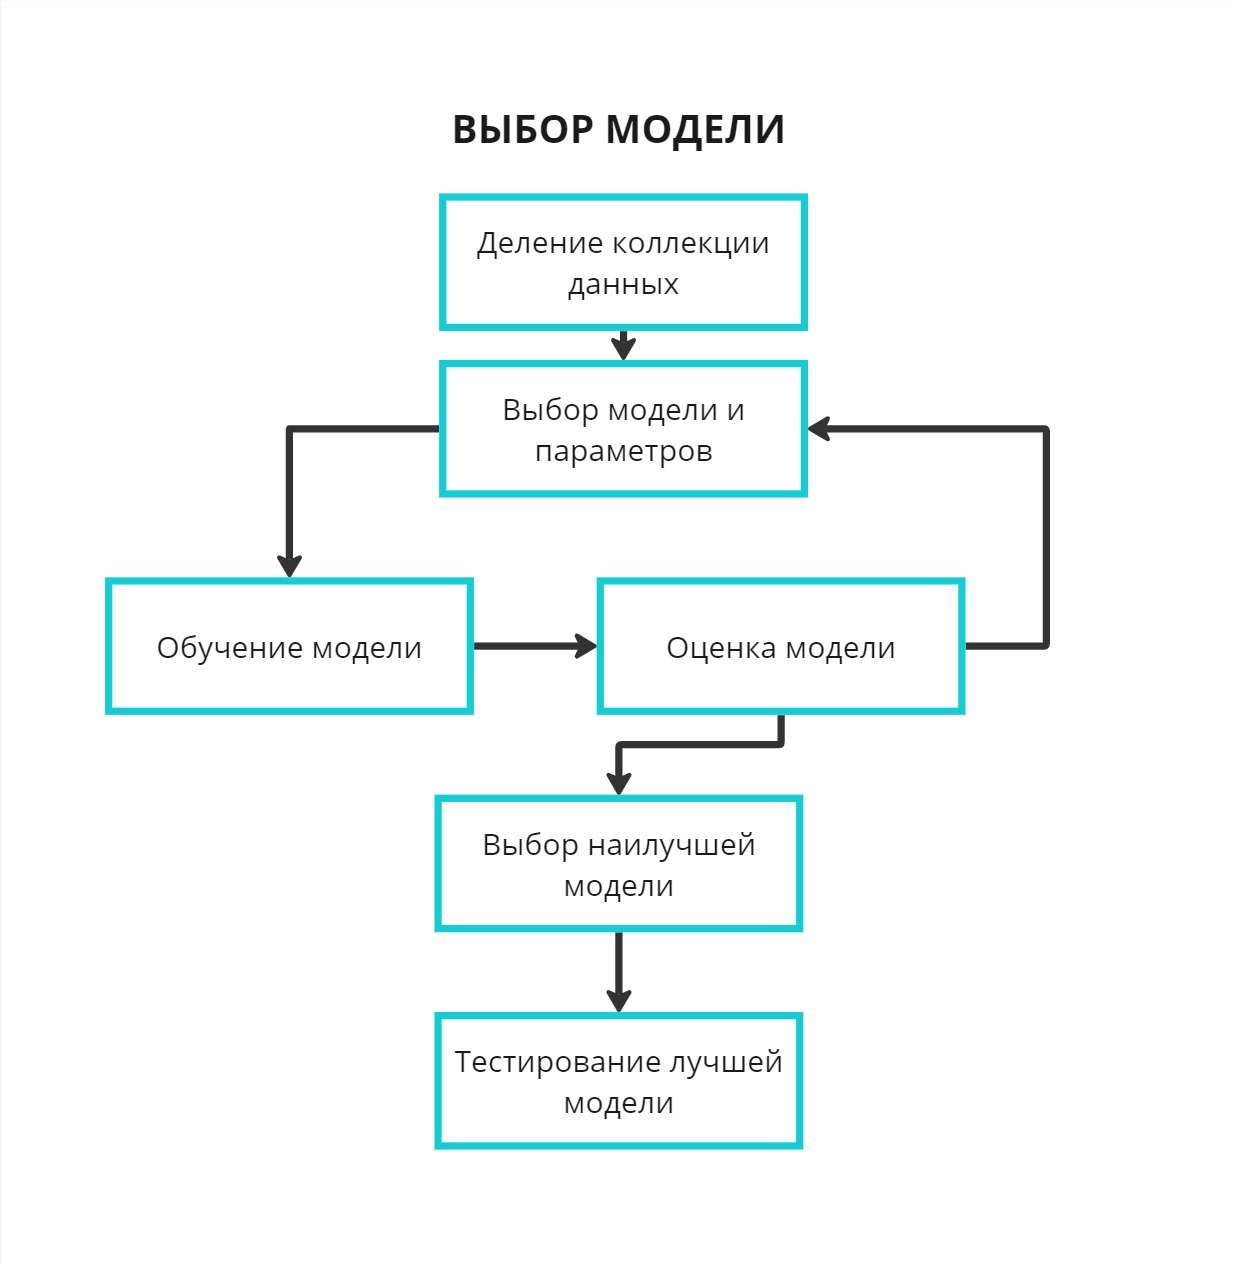 ВЫБОР МОДЕЛИ
Деление коллекции
данных
Выбор модели и
параметров
Обучение модели
Оценка модели
Выбор наилучшей
модели
Тестирование лучшей
модели